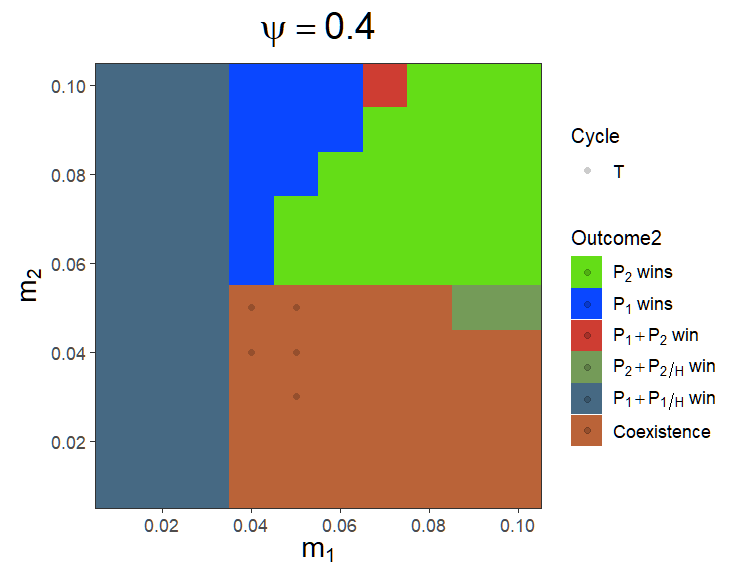 ψ = 0.4
0.10
0.08
0.06
0.04
0.02
m₂
0.02 0.04 0.06 0.08 0.10
m₁
Cycle
T
Outcome2
P₂ wins
P₁ wins
P₁+P₂ win
P₂+P₂/H win
P₁+P₁/H win
Coexistence